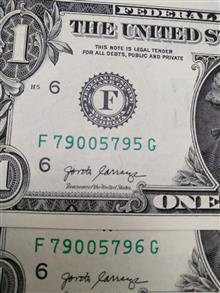 FEDERAL
THE UNITED S
THIS NOTE IS LEGAL TENDER
FOR ALL DEBTS, PUBLIC AND PRIVATE
1
H5 6
F
F 79005795 G
6
Treasurer of the United States.
ONE
F 79005796 G
6